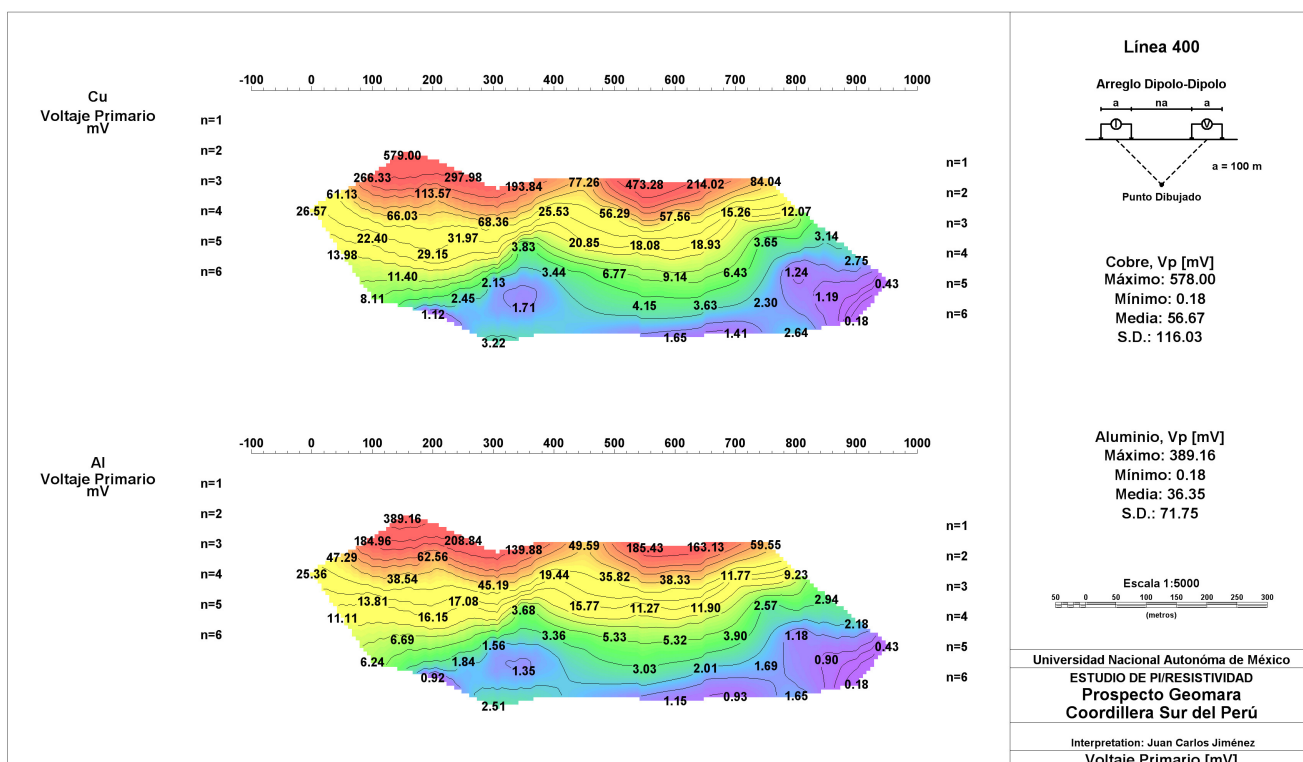 Cu
Voltaje Primario
mV
-100 0 100 200 300 400 500 600 700 800 900 1000
n=1
n=2
n=3
n=4
n=5
n=6
n=1
n=2
n=3
n=4
n=5
n=6
579.00
266.33 297.98 193.84 77.26 473.28 214.02 84.04
61.13 113.57
26.57 66.03 68.36 25.53 56.29 57.56 15.26 12.07
22.40 31.97 3.83 20.85 18.08 18.93 3.65 3.14
13.98 29.15 2.75
11.40 2.13 3.44 6.77 9.14 6.43 1.24 0.43
8.11 2.45 1.71 4.15 3.63 2.30 1.19
1.12 0.18
3.22 1.65 1.41 2.64
Al
Voltaje Primario
mV
-100 0 100 200 300 400 500 600 700 800 900 1000
n=1
n=2
n=3
n=4
n=5
n=6
n=1
n=2
n=3
n=4
n=5
n=6
389.16
184.96 208.84 139.88 49.59 185.43 163.13 59.55
47.29 62.56
25.36 38.54 45.19 19.44 35.82 38.33 11.77 9.23
13.81 17.08 3.68 15.77 11.27 11.90 2.57 2.94
11.11 16.15 2.18
6.69 1.56 3.36 5.33 5.32 3.90 1.18 0.43
6.24 1.84 1.35 3.03 2.01 1.69 0.90
0.92 0.18
2.51 1.15 0.93 1.65
Línea 400
Arreglo Dipolo-Dipolo
a na a
I V
a = 100 m
Punto Dibujado
Cobre, Vp [mV]
Máximo: 578.00
Mínimo: 0.18
Media: 56.67
S.D.: 116.03
Aluminio, Vp [mV]
Máximo: 389.16
Mínimo: 0.18
Media: 36.35
S.D.: 71.75
Escala 1:5000
50 0 50 100 150 200 250 300
(metros)
Universidad Nacional Autonóma de México
ESTUDIO DE PI/RESISTIVIDAD
Prospecto Geomara
Coordillera Sur del Perú
Interpretation: Juan Carlos Jiménez
Voltaje Primario [mV]